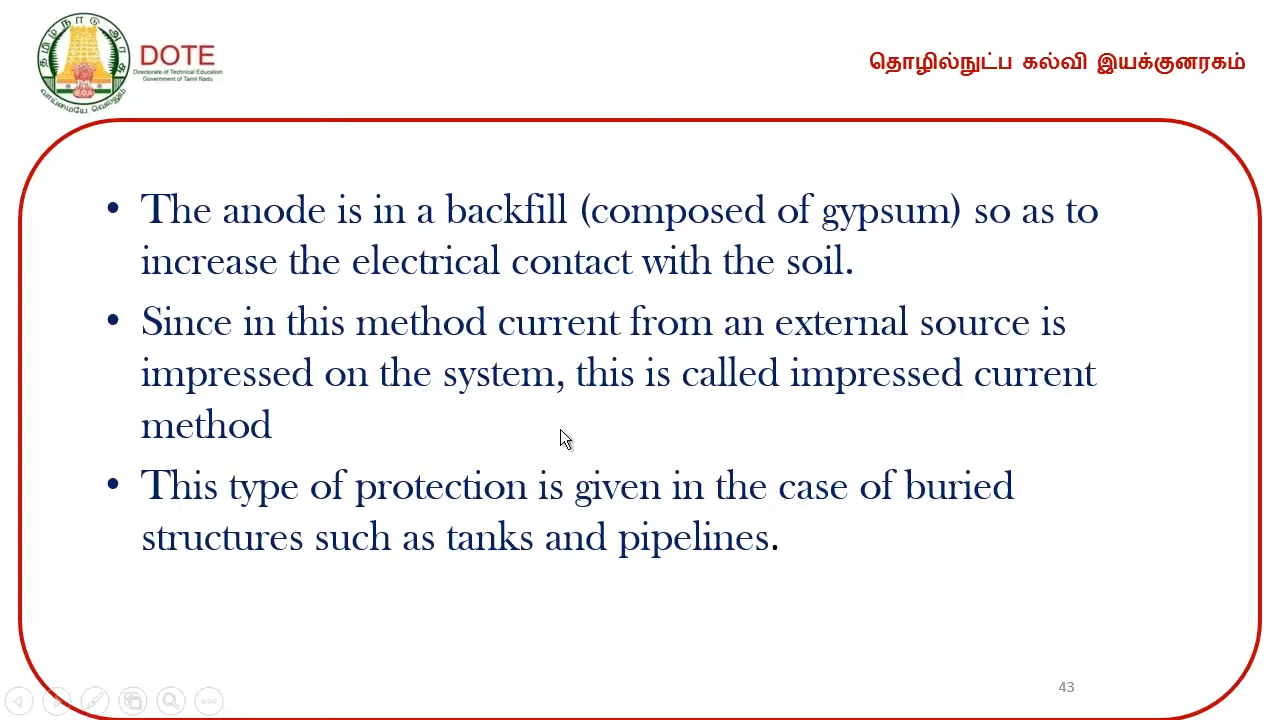 DOTE
Directorate of Technical Education
Government of Tamil Nadu
தொழில்நுட்ப கல்வி இயக்குனரகம்
• The anode is in a backfill (composed of gypsum) so as to
increase the electrical contact with the soil.
• Since in this method current from an external source is
impressed on the system, this is called impressed current
method
• This type of protection is given in the case of buried
structures such as tanks and pipelines.
43